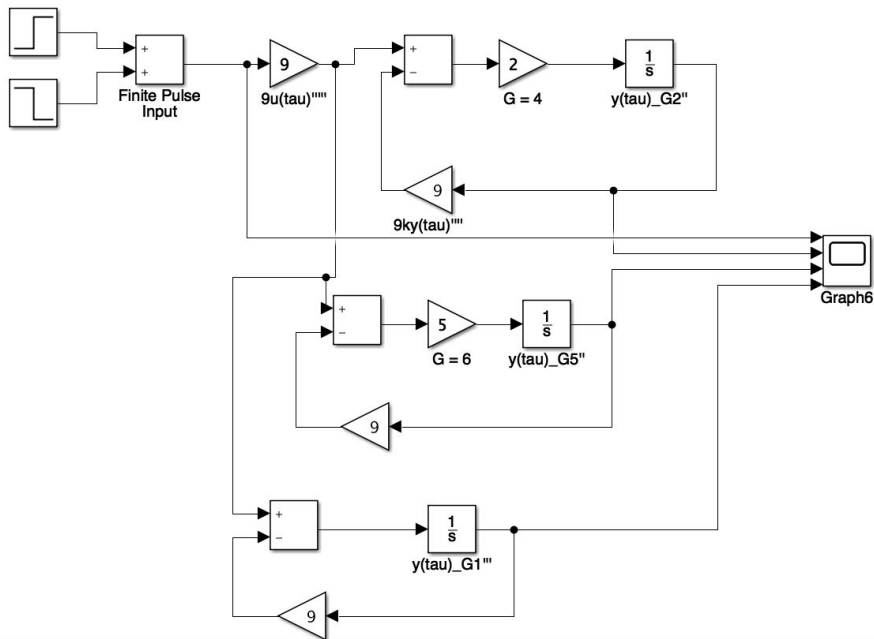 +
+
Finite Pulse
Input
9
9u(tau)"""
+
−
2
G = 4
1
s
y(tau)_G2"
9
9ky(tau)""
Graph6
+
−
5
G = 6
1
s
y(tau)_G5"
9
+
−
1
s
y(tau)_G1'"
9